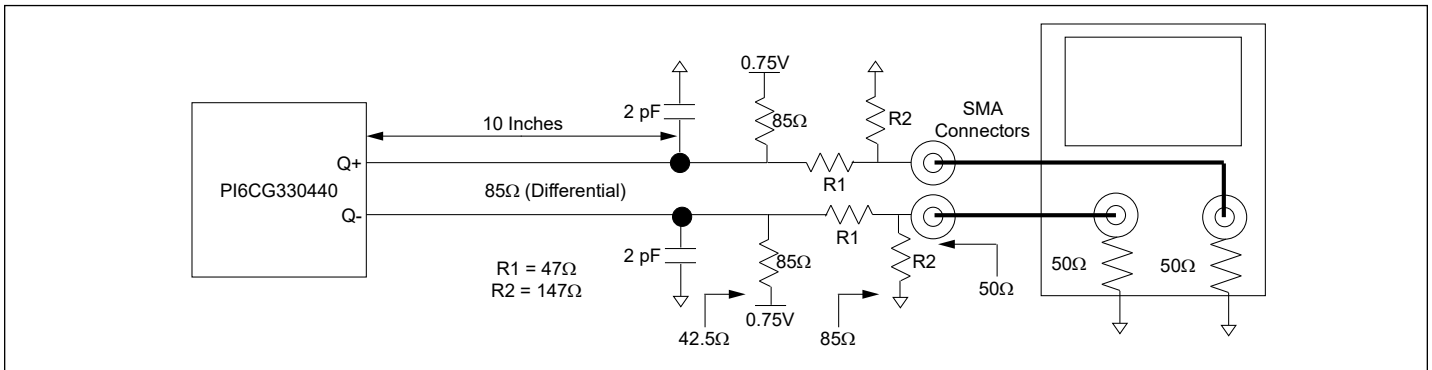 0.75V
2 pF
85Ω
R2
SMA
Connectors
10 Inches
Q+
R1
PI6CG330440
85Ω (Differential)
Q-
R1
2 pF
85Ω
R2
50Ω
50Ω
R1 = 47Ω
R2 = 147Ω
50Ω
0.75V
42.5Ω
85Ω